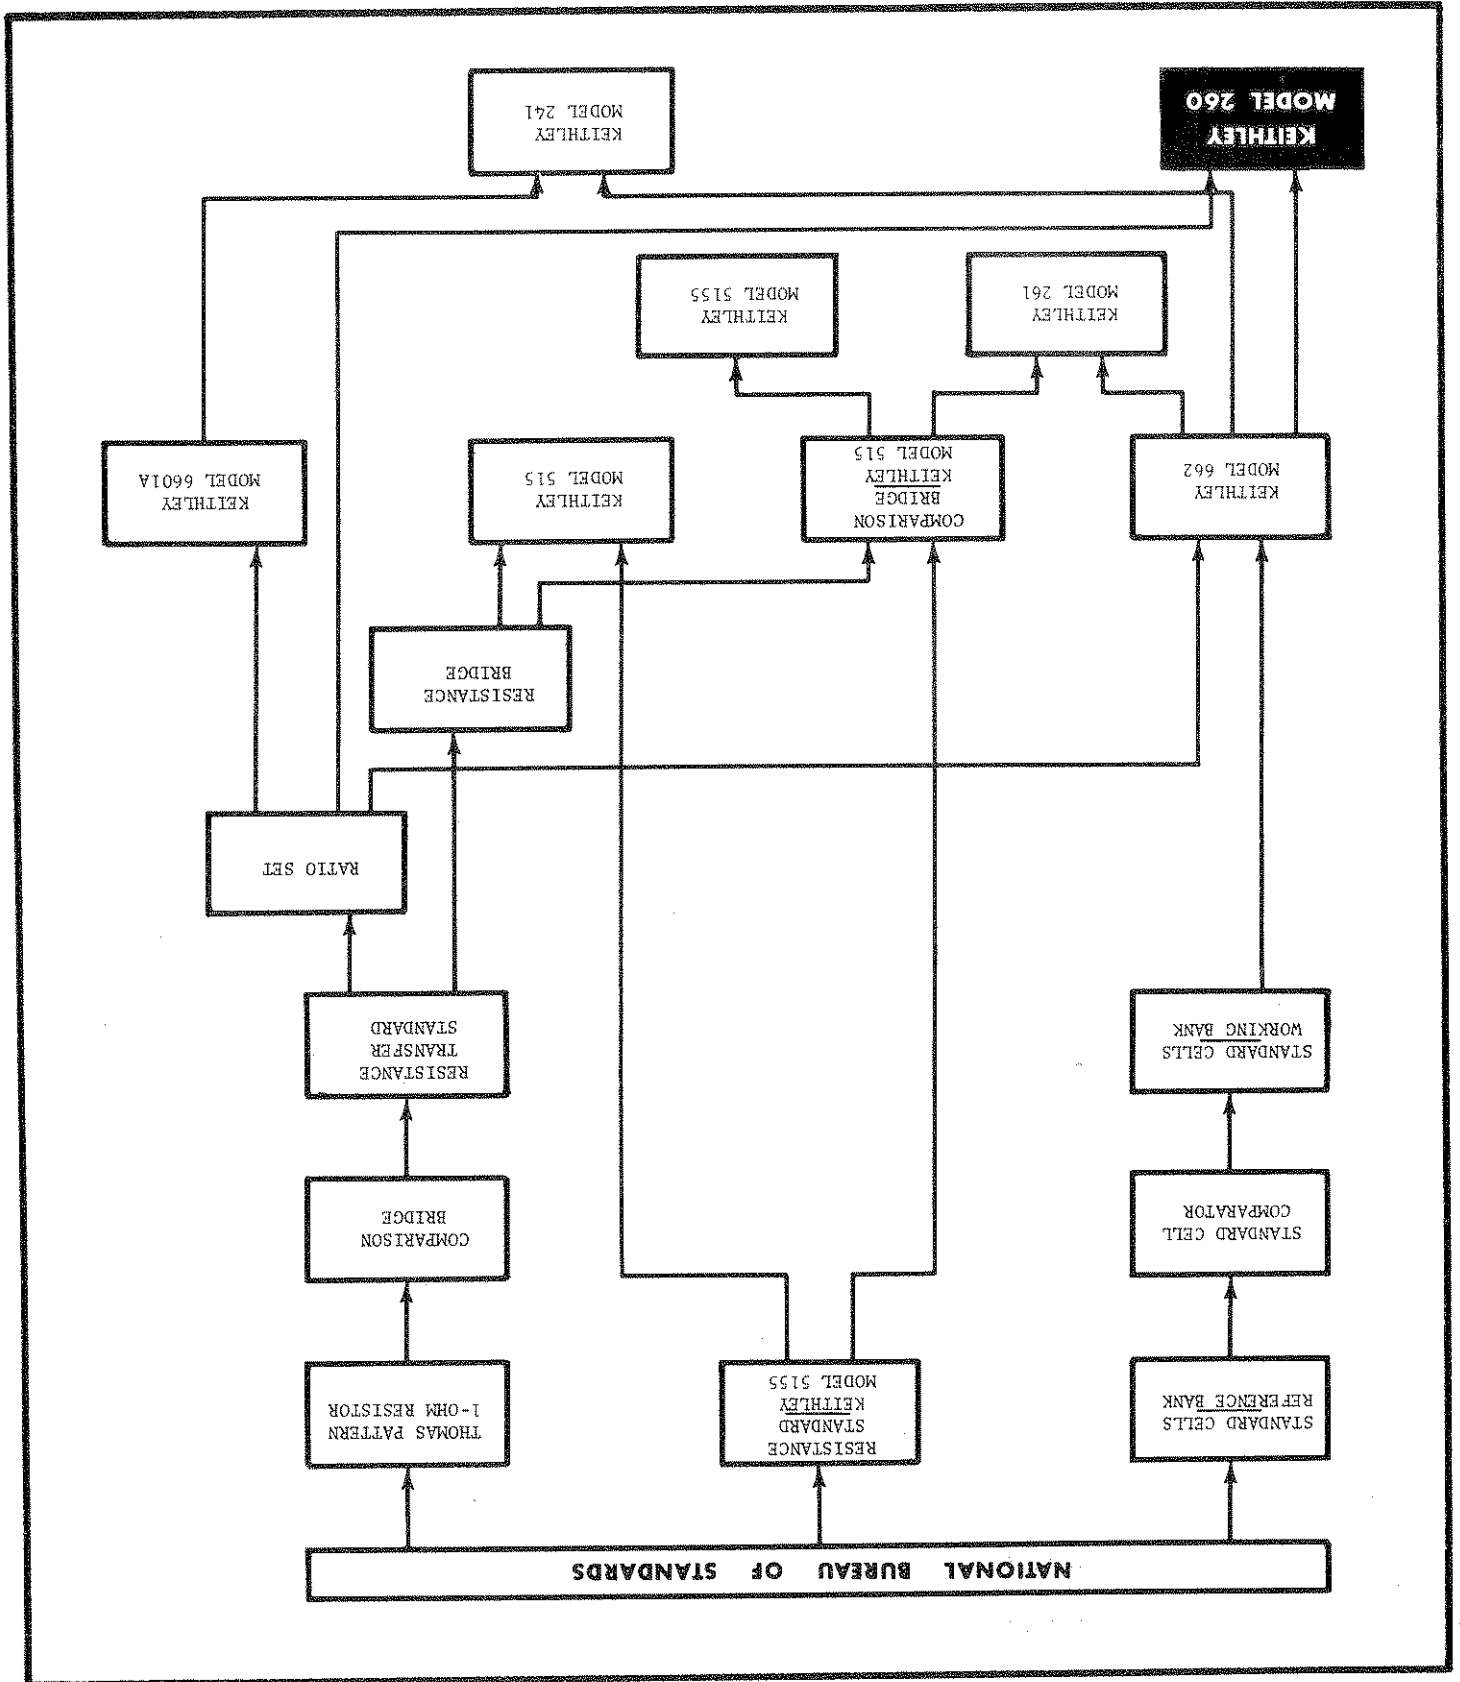 NATIONAL BUREAU OF STANDARDS
STANDARD CELLS
REFERENCE BANK
RESISTANCE
STANDARD
KEITHLEY
MODEL 5155
THOMAS PATTERN
1-OHM RESISTOR
STANDARD CELL
COMPARATOR
COMPARISON
BRIDGE
STANDARD CELLS
WORKING BANK
RESISTANCE
TRANSFER
STANDARD
RATIO SET
RESISTANCE
BRIDGE
KEITHLEY
MODEL 662
COMPARISON
BRIDGE
KEITHLEY
MODEL 515
KEITHLEY
MODEL 515
KEITHLEY
MODEL 6601A
KEITHLEY
MODEL 261
KEITHLEY
MODEL 5155
KEITHLEY
MODEL 260
KEITHLEY
MODEL 241